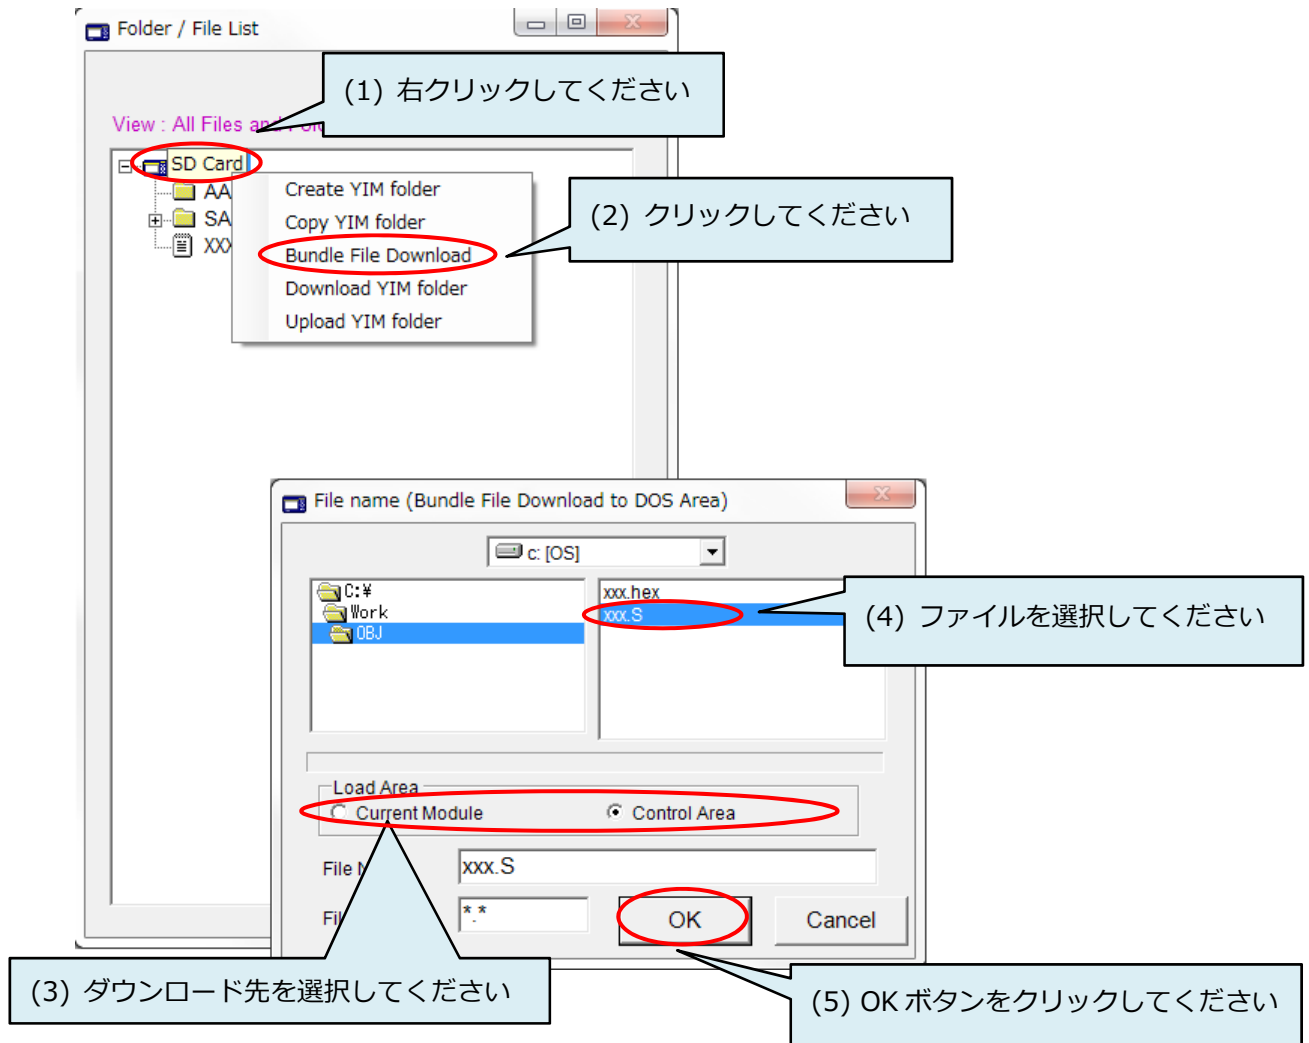 Folder / File List
(1) 右クリックしてください
View : All Files and
SD Card
AA
SA
XXX
Create YIM folder
Copy YIM folder
Bundle File Download
Download YIM folder
Upload YIM folder
(2) クリックしてください
File name (Bundle File Download to DOS Area)
c: [OS]
C:¥
Work
OBJ
xxx.hex
xxx.S
(4) ファイルを選択してください
Load Area
Current Module
Control Area
File
xxx.S
*.*
OK
Cancel
(3) ダウンロード先を選択してください
(5) OK ボタンをクリックしてください